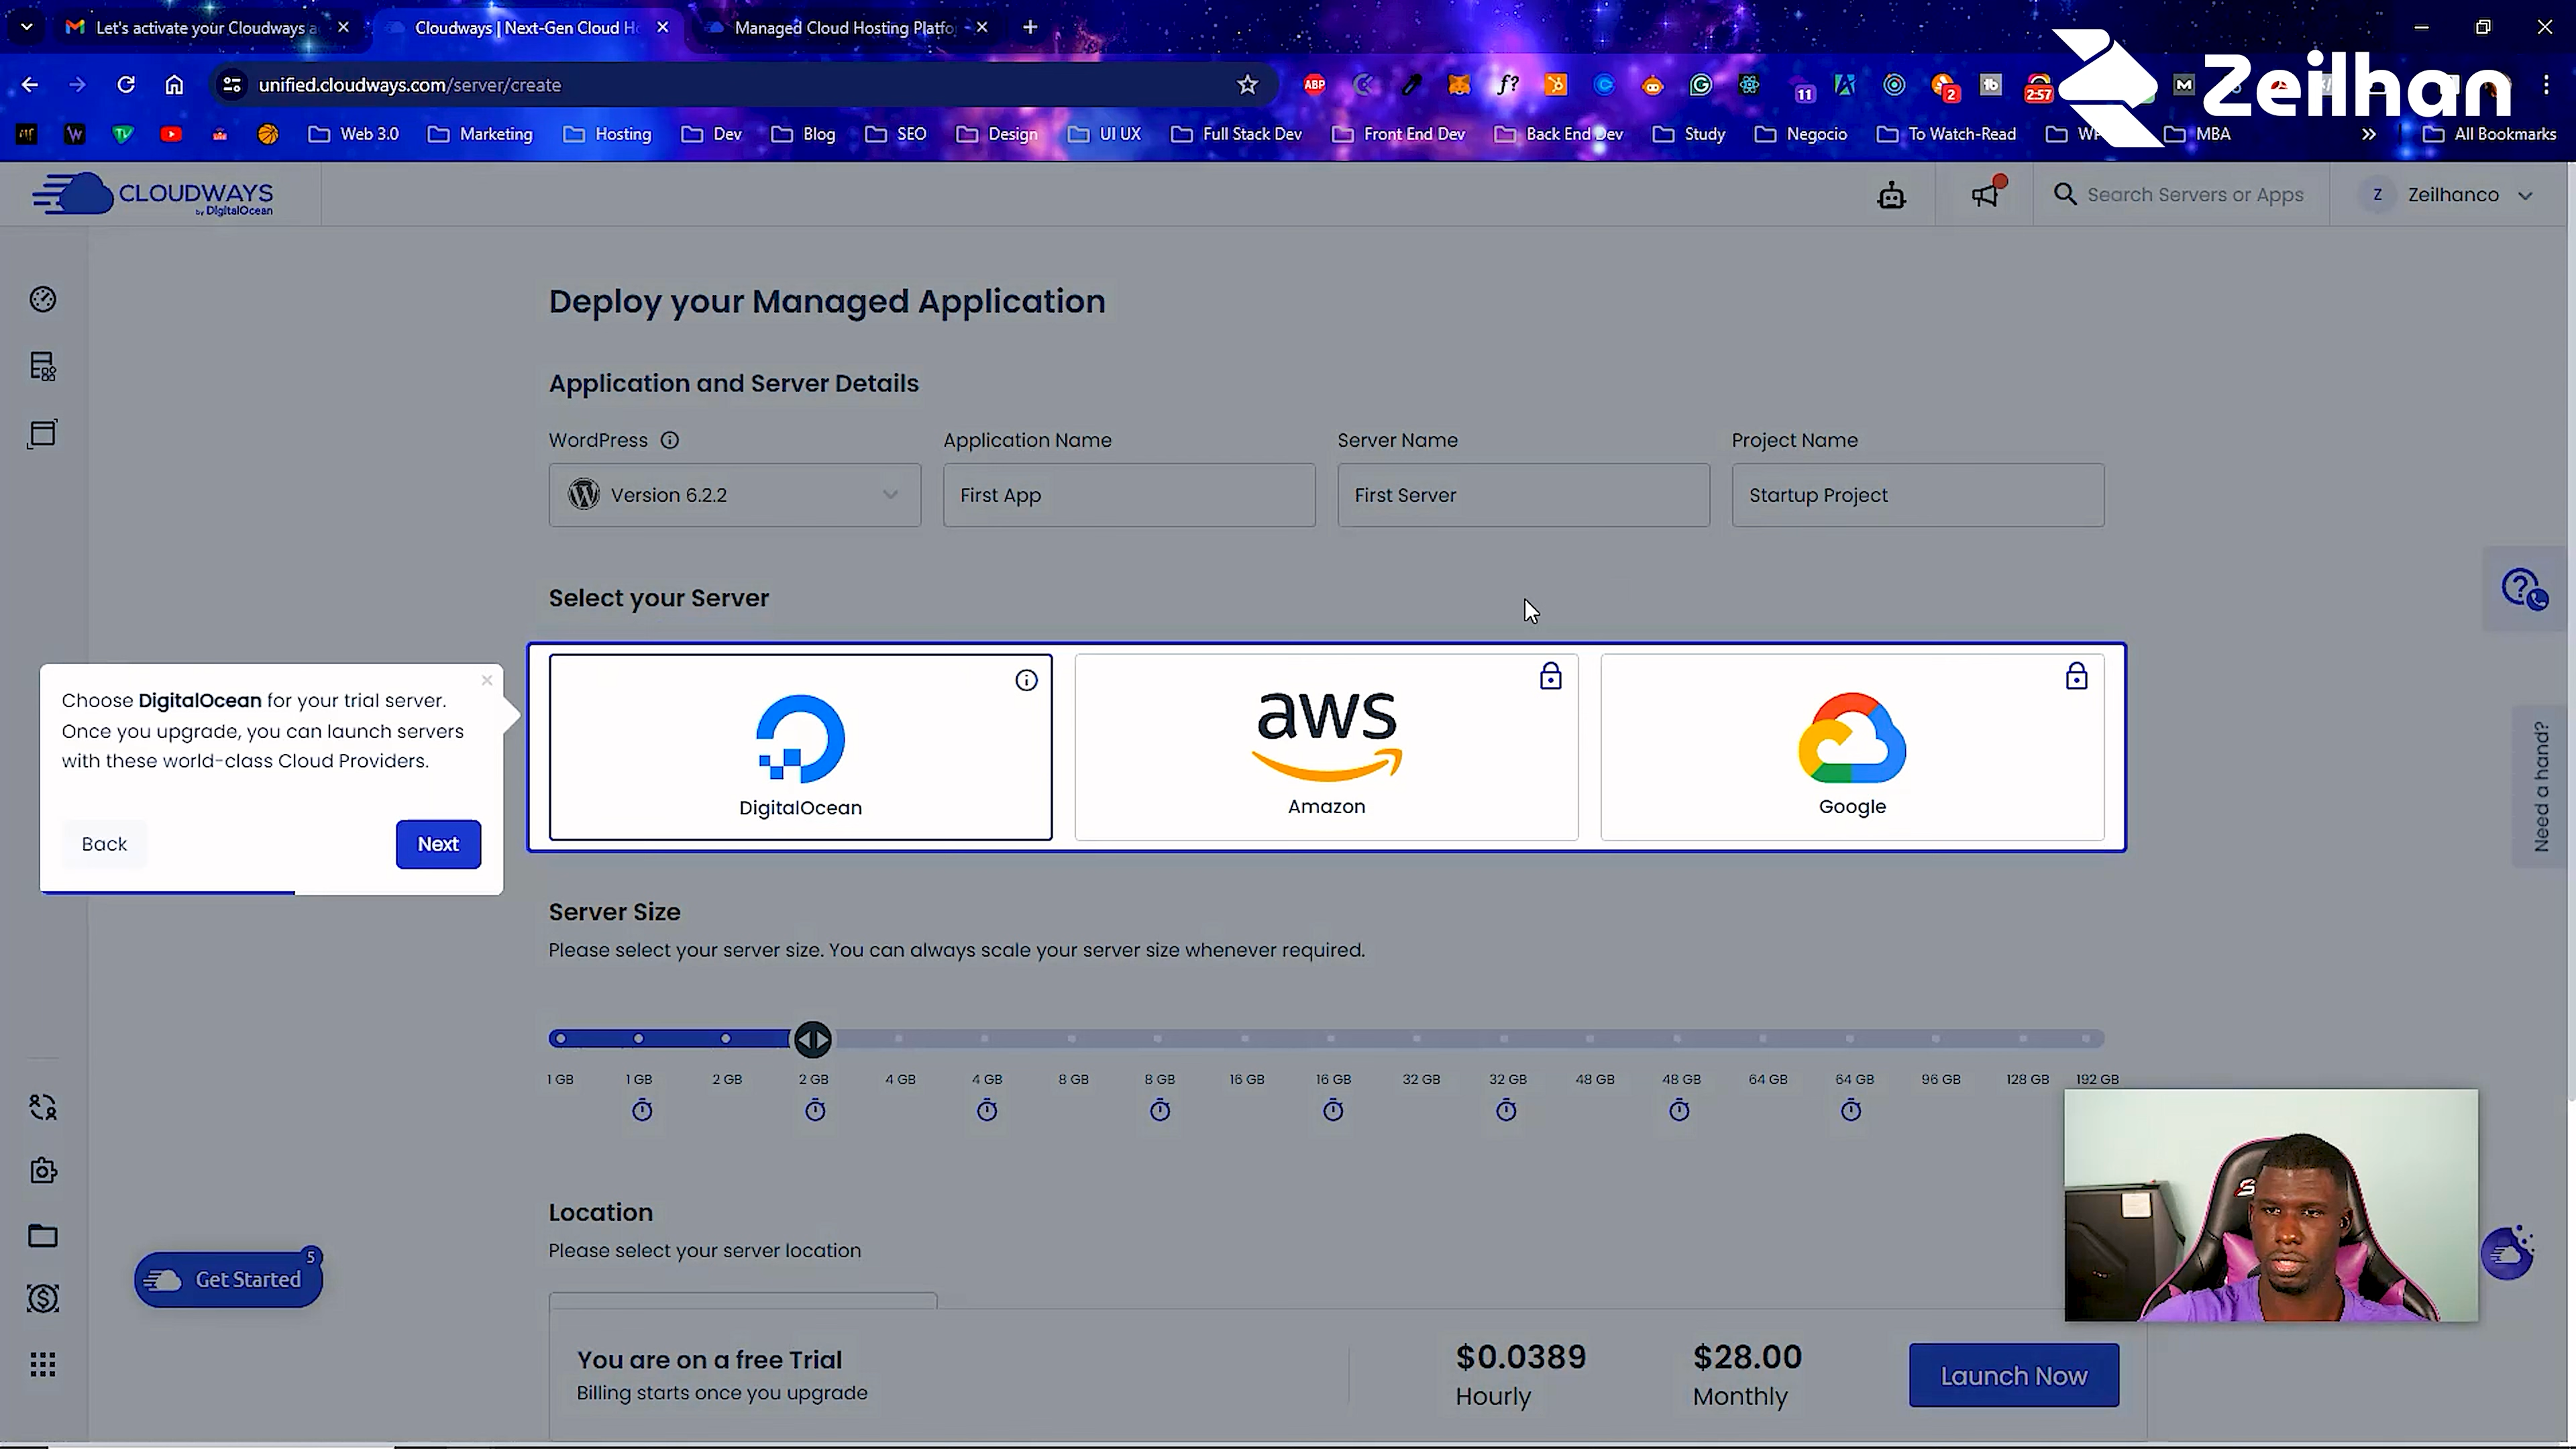 Let's activate your Cloudways a
Cloudways | Next-Gen Cloud H
Managed Cloud Hosting Platfo
unified.cloudways.com/server/create
ABP
f?
11
2
2:57
M
Zeilhan
Web 3.0
Marketing
Hosting
Dev
Blog
SEO
Design
UI UX
Full Stack Dev
Front End Dev
Back End Dev
Study
Negocio
To Watch-Read
MBA
All Bookmarks
CLOUDWAYS
by DigitalOcean
Search Servers or Apps
Z
Zeilhanco
Deploy your Managed Application
Application and Server Details
WordPress
Application Name
Server Name
Project Name
Version 6.2.2
First App
First Server
Startup Project
Select your Server
Choose DigitalOcean for your trial server.
Once you upgrade, you can launch servers
with these world-class Cloud Providers.
Back
Next
DigitalOcean
aws
Amazon
Google
Need a hand?
Server Size
Please select your server size. You can always scale your server size whenever required.
1 GB 1 GB 2 GB 2 GB 4 GB 4 GB 8 GB 8 GB 16 GB 16 GB 32 GB 32 GB 48 GB 48 GB 64 GB 64 GB 96 GB 128 GB 192 GB
Location
Please select your server location
Get Started
5
You are on a free Trial
Billing starts once you upgrade
$0.0389
Hourly
$28.00
Monthly
Launch Now